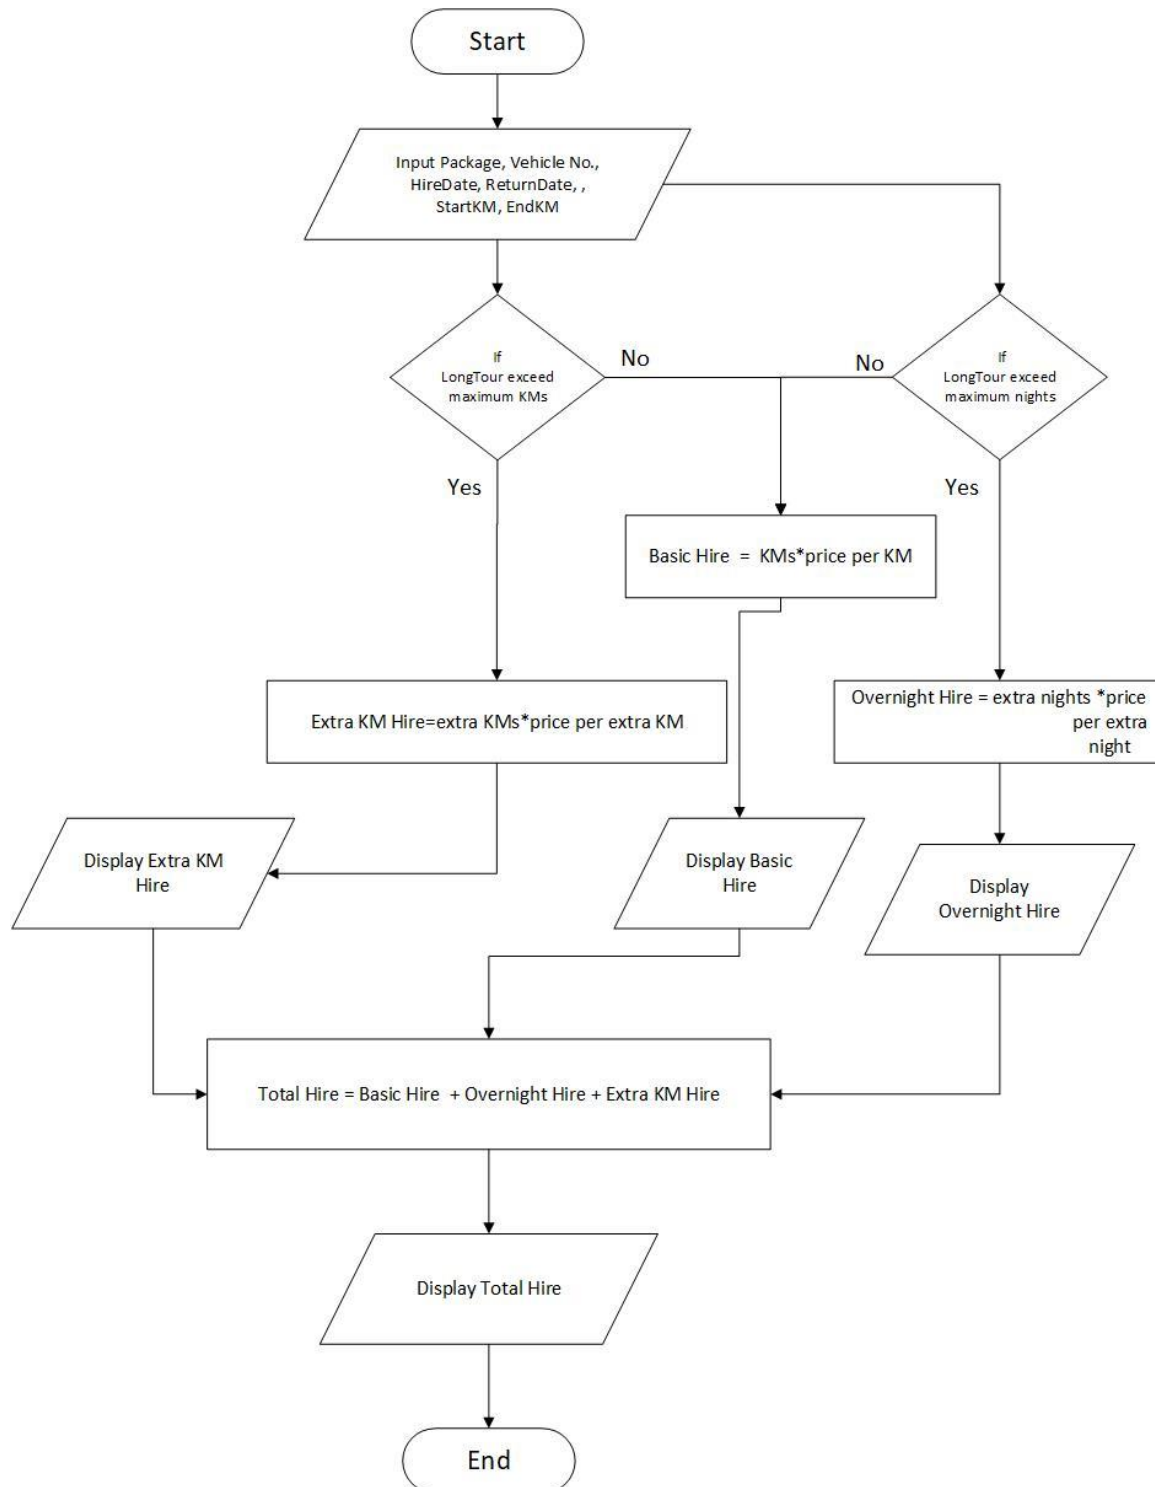 Start
Input Package, Vehicle No.,
HireDate, ReturnDate, ,
StartKM, EndKM
If
LongTour exceed
maximum KMs
No
No
If
LongTour exceed
maximum nights
Yes
Yes
Basic Hire = KMs*price per KM
Extra KM Hire=extra KMs*price per extra KM
Overnight Hire = extra nights *price
per extra
night
Display Extra KM
Hire
Display Basic
Hire
Display
Overnight Hire
Total Hire = Basic Hire + Overnight Hire + Extra KM Hire
Display Total Hire
End